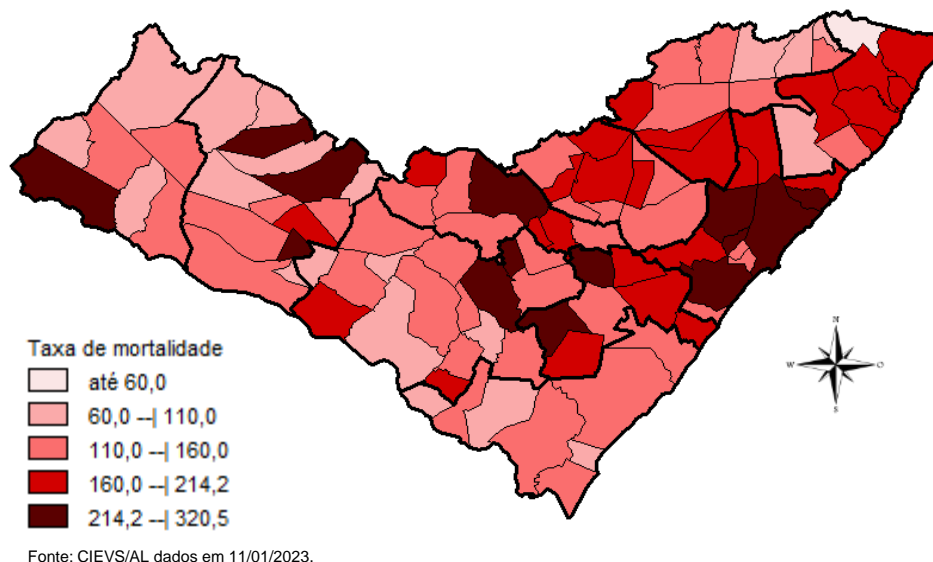 N
W
O
S
Taxa de mortalidade
até 60,0
60,0 --| 110,0
110,0 --| 160,0
160,0 --| 214,2
214,2 --| 320,5
Fonte: CIEVS/AL dados em 11/01/2023.